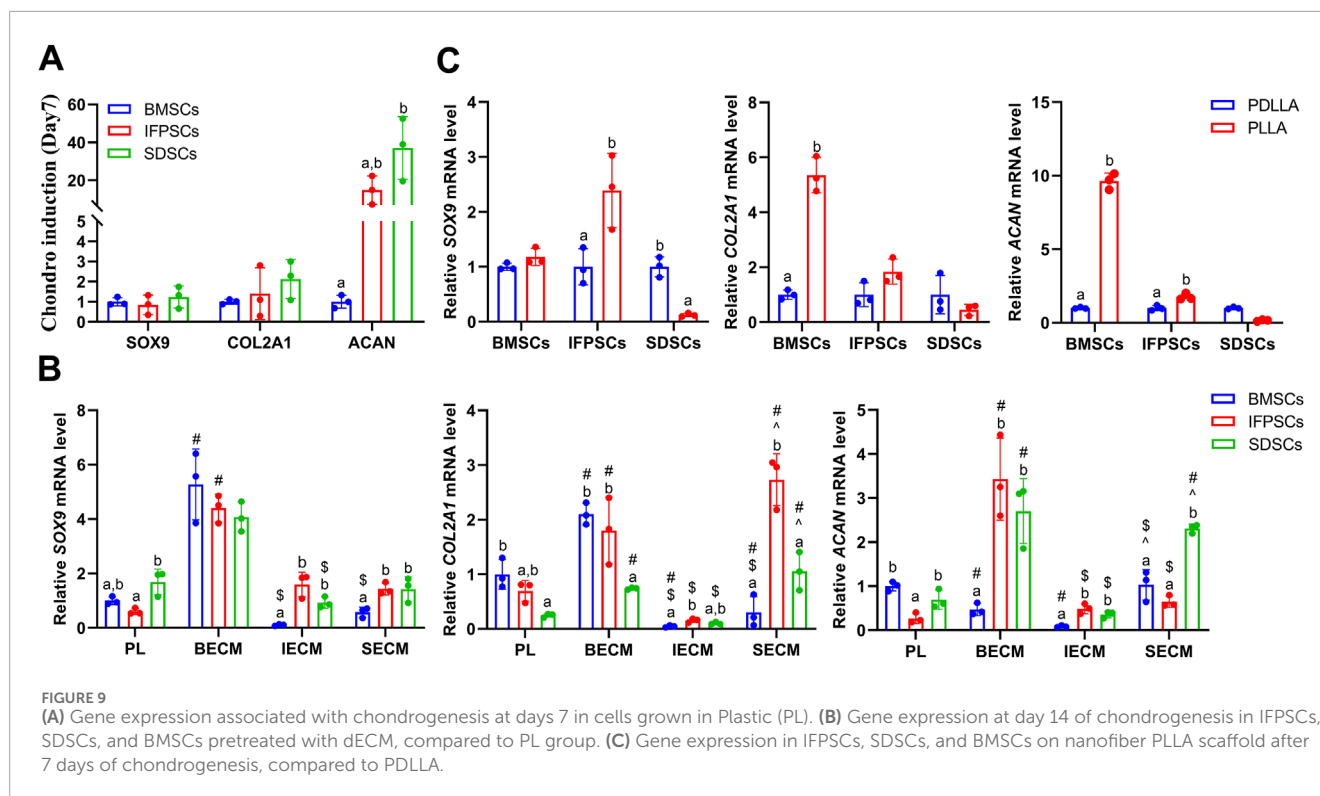 A
Chondro induction (Day7)
60
40
20
5
4
3
2
1
0
BMSCs
IFPSCs
SDSCs
a
a,b
b
SOX9 COL2A1 ACAN
C
Relative SOX9 mRNA level
4
3
2
1
0
a
b
b
a
BMSCs IFPSCs SDSCs
Relative COL2A1 mRNA level
8
6
4
2
0
a
b
BMSCs IFPSCs SDSCs
Relative ACAN mRNA level
15
10
5
0
a
b
a
b
BMSCs IFPSCs SDSCs
PDLLA
PLLA
B
Relative SOX9 mRNA level
8
6
4
2
0
a,b
a
b
#
#
$
a
b
$
b
$
a
b
b
PL BECM IECM SECM
Relative COL2A1 mRNA level
4
3
2
1
0
b
a,b
a
#
b
#
b
#
a
#
$
a
$
b
$
a,b
#
$
a
#
^
b
#
^
a
PL BECM IECM SECM
Relative ACAN mRNA level
5
4
3
2
1
0
b
a
b
#
a
#
b
#
b
#
a
$
b
$
b
$
^
a
$
a
#
^
b
PL BECM IECM SECM
BMSCs
IFPSCs
SDSCs
FIGURE 9
(A) Gene expression associated with chondrogenesis at days 7 in cells grown in Plastic (PL). (B) Gene expression at day 14 of chondrogenesis in IFPSCs,
SDSCs, and BMSCs pretreated with dECM, compared to PL group. (C) Gene expression in IFPSCs, SDSCs, and BMSCs on nanofiber PLLA scaffold after
7 days of chondrogenesis, compared to PDLLA.